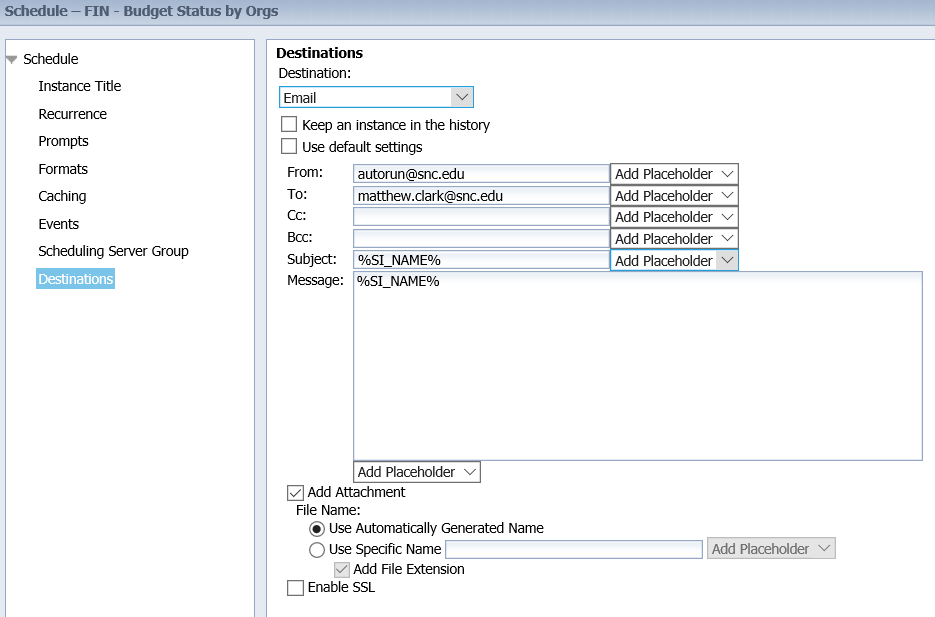 Schedule – FIN - Budget Status by Orgs
Schedule
Instance Title
Recurrence
Prompts
Formats
Caching
Events
Scheduling Server Group
Destinations
Destinations
Destination:
Email
Keep an instance in the history
Use default settings
From: autorun@snc.edu Add Placeholder
To: matthew.clark@snc.edu Add Placeholder
Cc: Add Placeholder
Bcc: Add Placeholder
Subject: %SI_NAME% Add Placeholder
Message: %SI_NAME%
Add Placeholder
Add Attachment
File Name:
Use Automatically Generated Name
Use Specific Name Add Placeholder
Add File Extension
Enable SSL